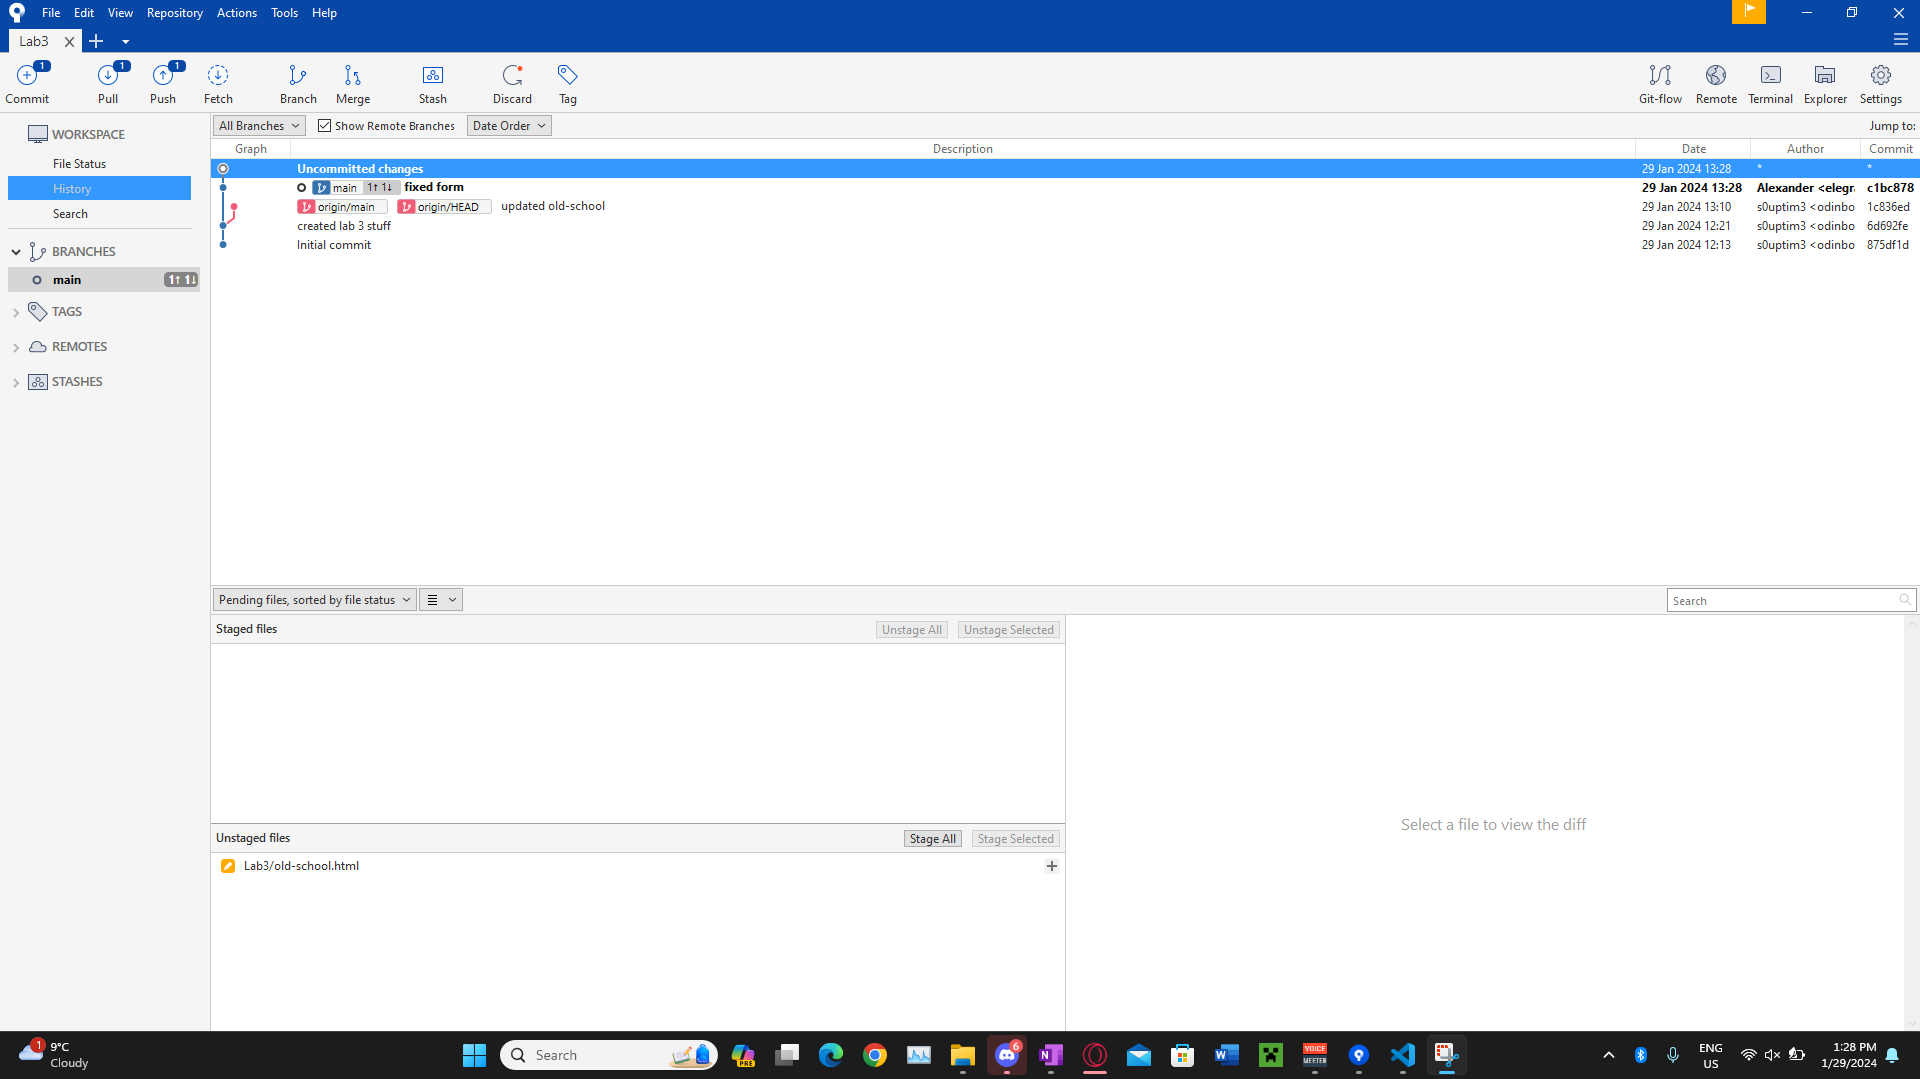 File Edit View Repository Actions Tools Help
Lab3
1 1 1
Commit Pull Push Fetch Branch Merge Stash Discard Tag Git-flow Remote Terminal Explorer Settings
WORKSPACE
File Status
History
Search
BRANCHES
main 1↑ 1↓
TAGS
REMOTES
STASHES
All Branches Show Remote Branches Date Order Jump to:
Graph Description Date Author Commit
Uncommitted changes 29 Jan 2024 13:28 * *
main 1↑ 1↓ fixed form 29 Jan 2024 13:28 Alexander <elegra c1bc878
origin/main origin/HEAD updated old-school 29 Jan 2024 13:10 s0uptim3 <odinbo 1c836ed
created lab 3 stuff 29 Jan 2024 12:21 s0uptim3 <odinbo 6d692fe
Initial commit 29 Jan 2024 12:13 s0uptim3 <odinbo 875df1d
Pending files, sorted by file status Search
Staged files Unstage All Unstage Selected
Select a file to view the diff
Unstaged files Stage All Stage Selected
Lab3/old-school.html
1 9°C
Cloudy
Search
PRE
6
N
W
VOICE
MEETER
ENG
US
1:28 PM
1/29/2024